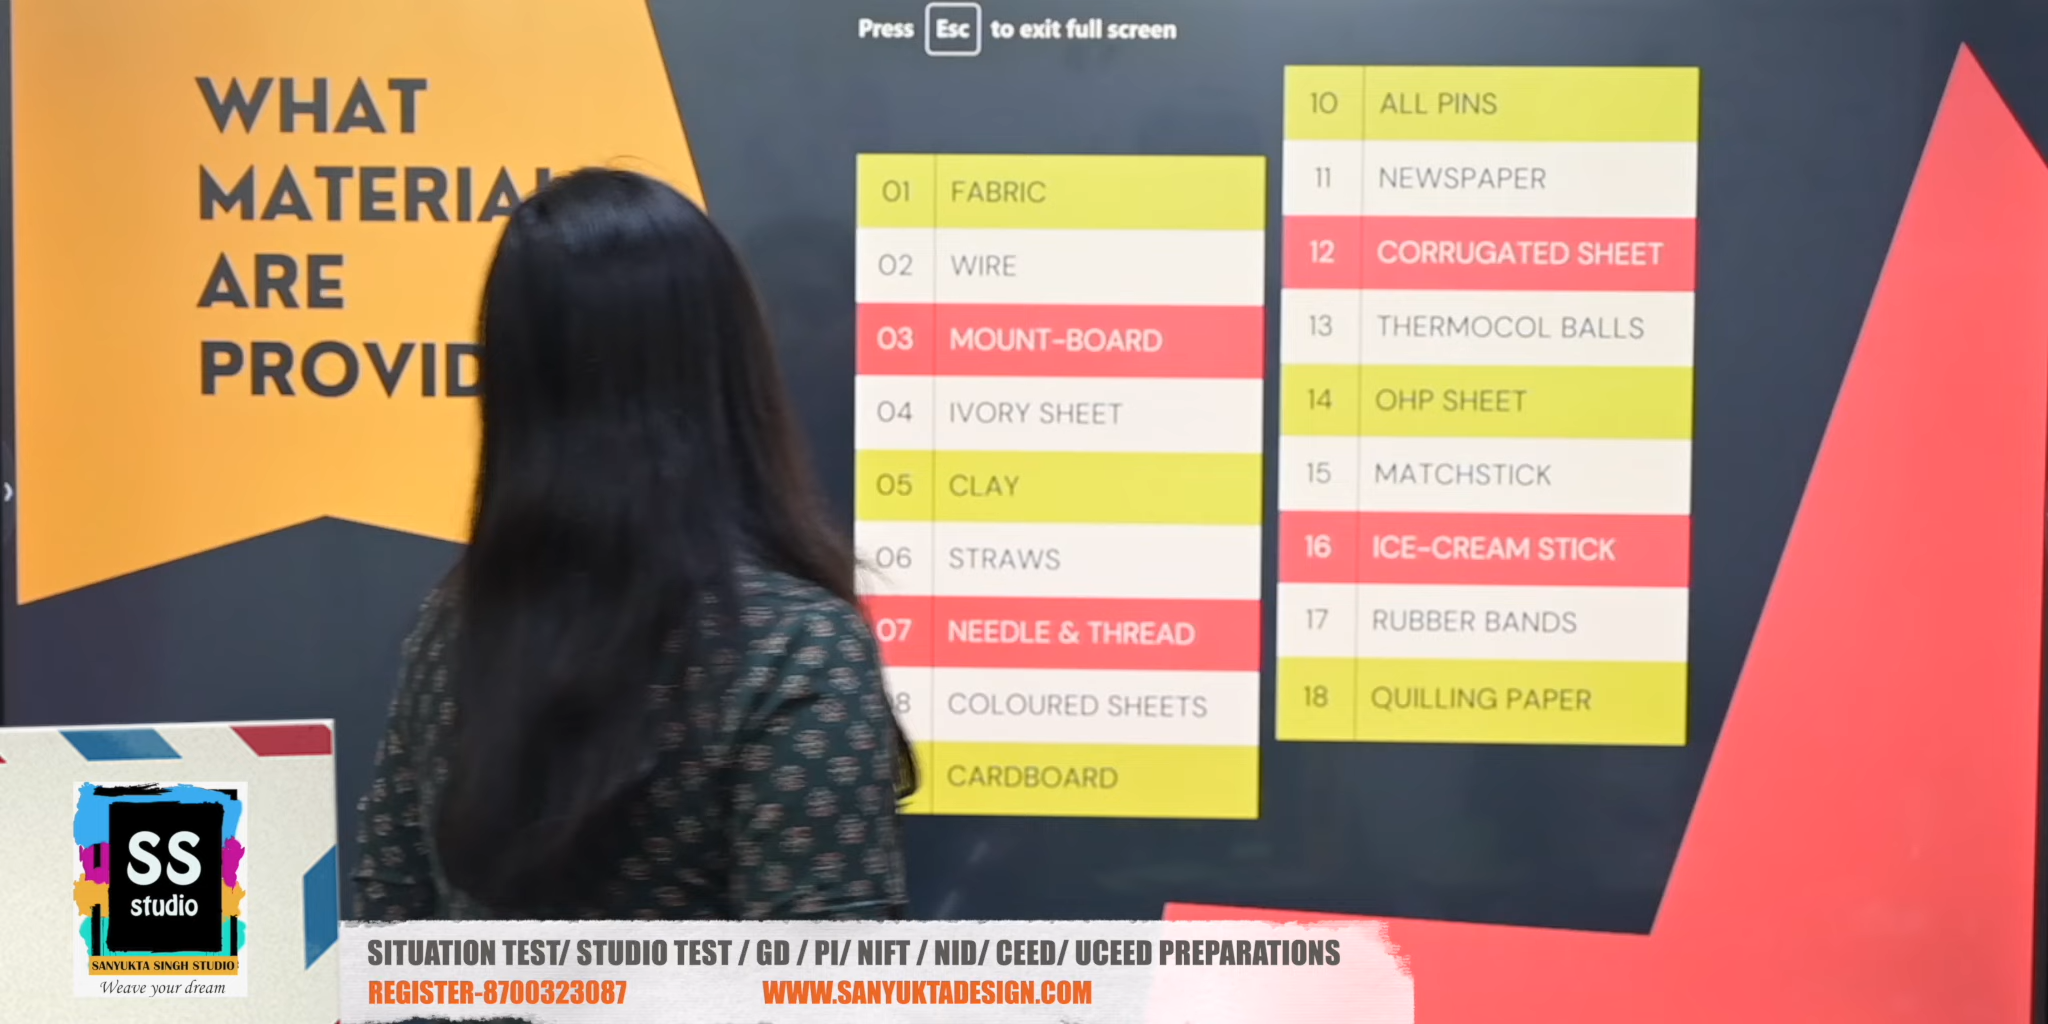 Press Esc to exit full screen
WHAT
ARE
01 FABRIC
02 WIRE
03 MOUNT-BOARD
04 IVORY SHEET
05 CLAY
06 STRAWS
07 NEEDLE & THREAD
8 COLOURED SHEETS
CARDBOARD
10 ALL PINS
11 NEWSPAPER
12 CORRUGATED SHEET
13 THERMOCOL BALLS
14 OHP SHEET
15 MATCHSTICK
16 ICE-CREAM STICK
17 RUBBER BANDS
18 QUILLING PAPER
SS
studio
SANYUKTA SINGH STUDIO
Weave your dream
SITUATION TEST/ STUDIO TEST / GD / PI/ NIFT / NID/ CEED/ UCEED PREPARATIONS
REGISTER-8700323087 WWW.SANYUKTADESIGN.COM